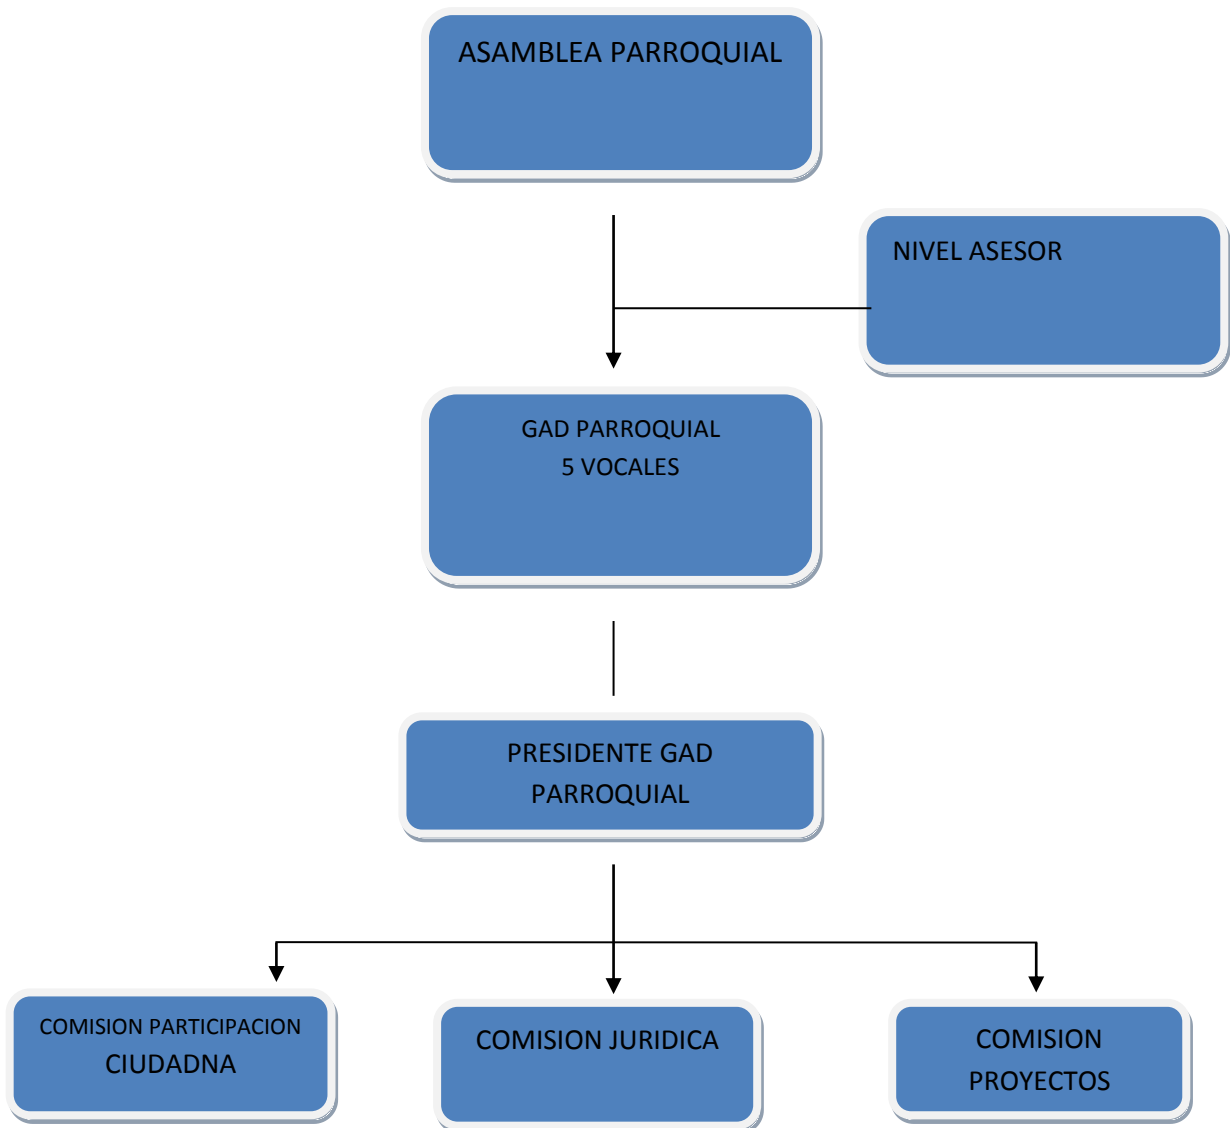 ASAMBLEA PARROQUIAL
NIVEL ASESOR
GAD PARROQUIAL
5 VOCALES
PRESIDENTE GAD
PARROQUIAL
COMISION PARTICIPACION
CIUDADNA
COMISION JURIDICA
COMISION
PROYECTOS